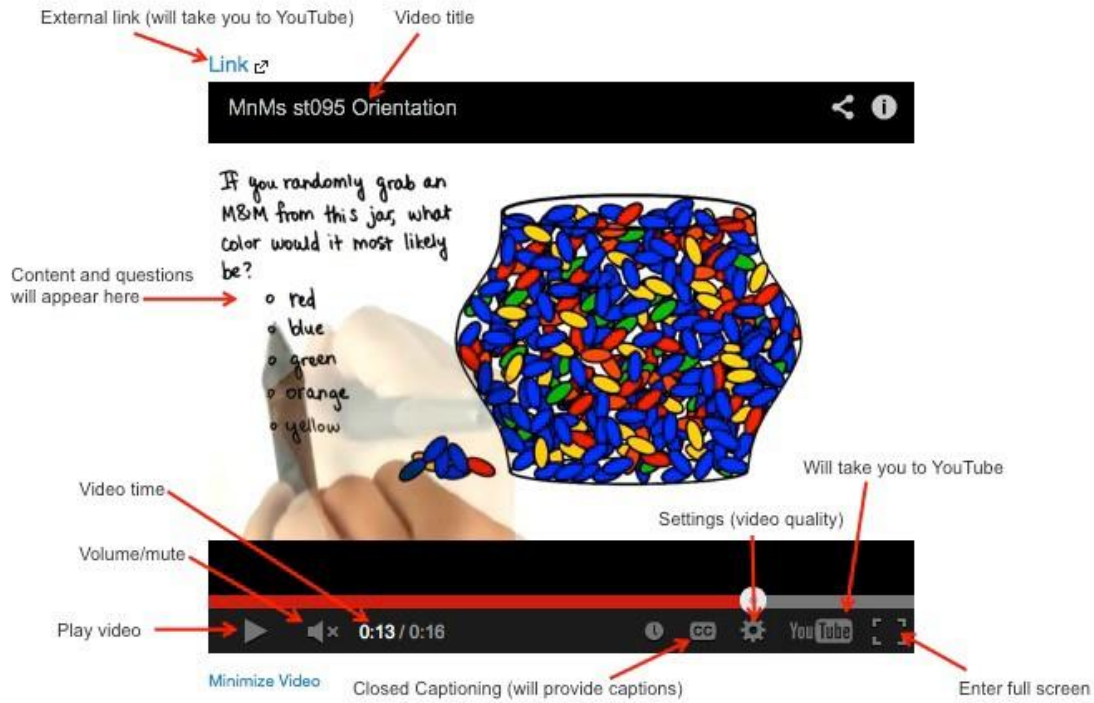 External link (will take you to YouTube)
Video title
Link
MnMs st095 Orientation
If you randomly grab an
M&M from this jar, what
color would it most likely
be?
Content and questions
will appear here
red
blue
green
orange
yellow
Will take you to YouTube
Video time
Settings (video quality)
Volume/mute
Play video
0:13 / 0:16
CC
YouTube
Minimize Video
Closed Captioning (will provide captions)
Enter full screen